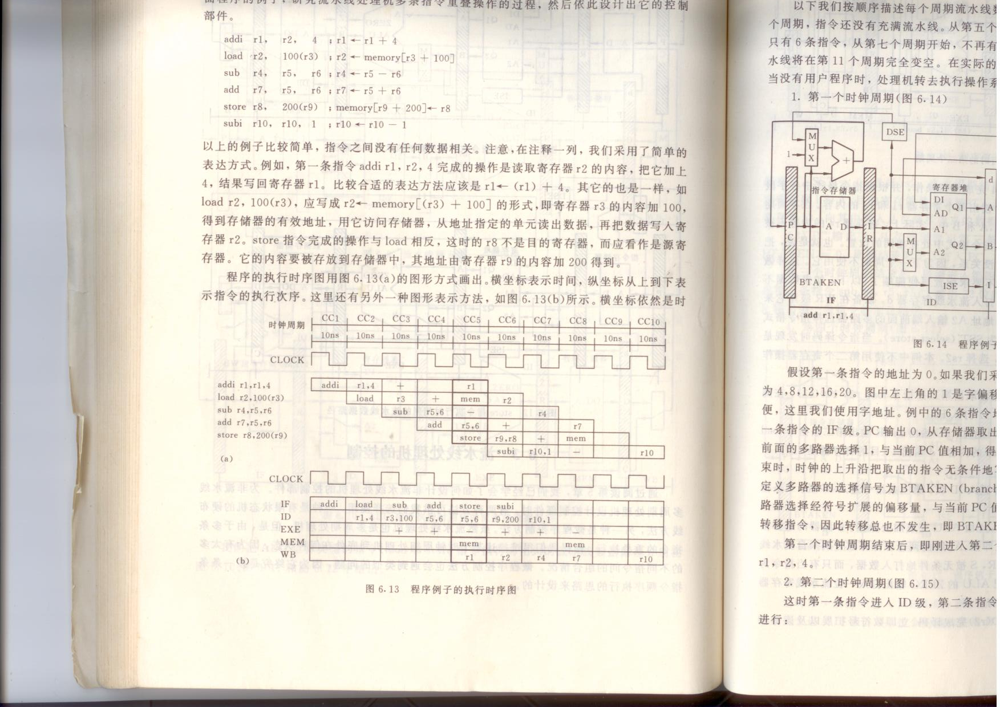 面程序的例子，研究流水线处理机多条指令重叠操作的过程，然后依此设计出它的控制
部件。
addi r1, r2, 4 ; r1 ← r1 + 4
load r2, 100(r3) ; r2 ← memory[r3 + 100]
sub r4, r5, r6 ; r4 ← r5 − r6
add r7, r5, r6 ; r7 ← r5 + r6
store r8, 200(r9) ; memory[r9 + 200]← r8
subi r10, r10, 1 ; r10 ← r10 − 1
以上的例子比较简单，指令之间没有任何数据相关。注意，在注释一列，我们采用了简单的
表达方式。例如，第一条指令 addi r1, r2, 4 完成的操作是读取寄存器 r2 的内容，把它加上
4，结果写回寄存器 r1。比较合适的表达方法应该是 r1← (r1) + 4。其它的也是一样，如
load r2, 100(r3)，应写成 r2← memory[(r3) + 100] 的形式，即寄存器 r3 的内容加 100，
得到存储器的有效地址，用它访问存储器，从地址指定的单元读出数据，再把数据写入寄
存器 r2。store 指令完成的操作与 load 相反，这时的 r8 不是目的寄存器，而应看作是源寄
存器。它的内容要被存放到存储器中，其地址由寄存器 r9 的内容加 200 得到。
程序的执行时序图用图 6.13(a)的图形方式画出。横坐标表示时间，纵坐标从上到下表
示指令的执行次序。这里还有另外一种图形表示方法，如图 6.13(b)所示。横坐标依然是时
时钟周期 CC1 CC2 CC3 CC4 CC5 CC6 CC7 CC8 CC9 CC10
10ns 10ns 10ns 10ns 10ns 10ns 10ns 10ns 10ns 10ns
CLOCK
addi r1,r1,4 addi r1,4 + r1
load r2,100(r3) load r3 + mem r2
sub r4,r5,r6 sub r5,6 − r4
add r7,r5,r6 add r5,6 + r7
store r8,200(r9) store r9,r8 + mem
subi r10,1 − r10
(a)
CLOCK
IF addi load sub add store subi
ID r1,4 r3,100 r5,6 r5,6 r9,200 r10,1
EXE + + − + + −
MEM mem mem
WB r1 r2 r4 r7 r10
(b)
图 6.13 程序例子的执行时序图
以下我们按顺序描述每个周期流水线
个周期，指令还没有充满流水线。从第五个
只有 6 条指令，从第七个周期开始，不再有
水线将在第 11 个周期完全变空。在实际的
当没有用户程序时，处理机转去执行操作系
1. 第一个时钟周期(图 6.14)
MUX
1
+
DSE
指令存储器
PC
A D
IR
BTAKEN
IF
add r1,r1,4
寄存器堆
DI
AD
A1
A2
Q1
Q2
MUX
ISE
ID
d
A
B
I
图 6.14 程序例子
假设第一条指令的地址为 0。如果我们采
为 4,8,12,16,20。图中左上角的 1 是字偏移
便，这里我们使用字地址。例中的 6 条指令
一条指令的 IF 级。PC 输出 0，从存储器取出
前面的多路器选择 1，与当前 PC 值相加，得
束时，时钟的上升沿把取出的指令无条件地
定义多路器的选择信号为 BTAKEN (branch
路器选择经符号扩展的偏移量，与当前 PC 值
转移指令，因此转移总也不发生，即 BTAKE
第一个时钟周期结束后，即刚进入第二
r1, r2, 4。
2. 第二个时钟周期(图 6.15)
这时第一条指令进入 ID 级，第二条指令
进行：